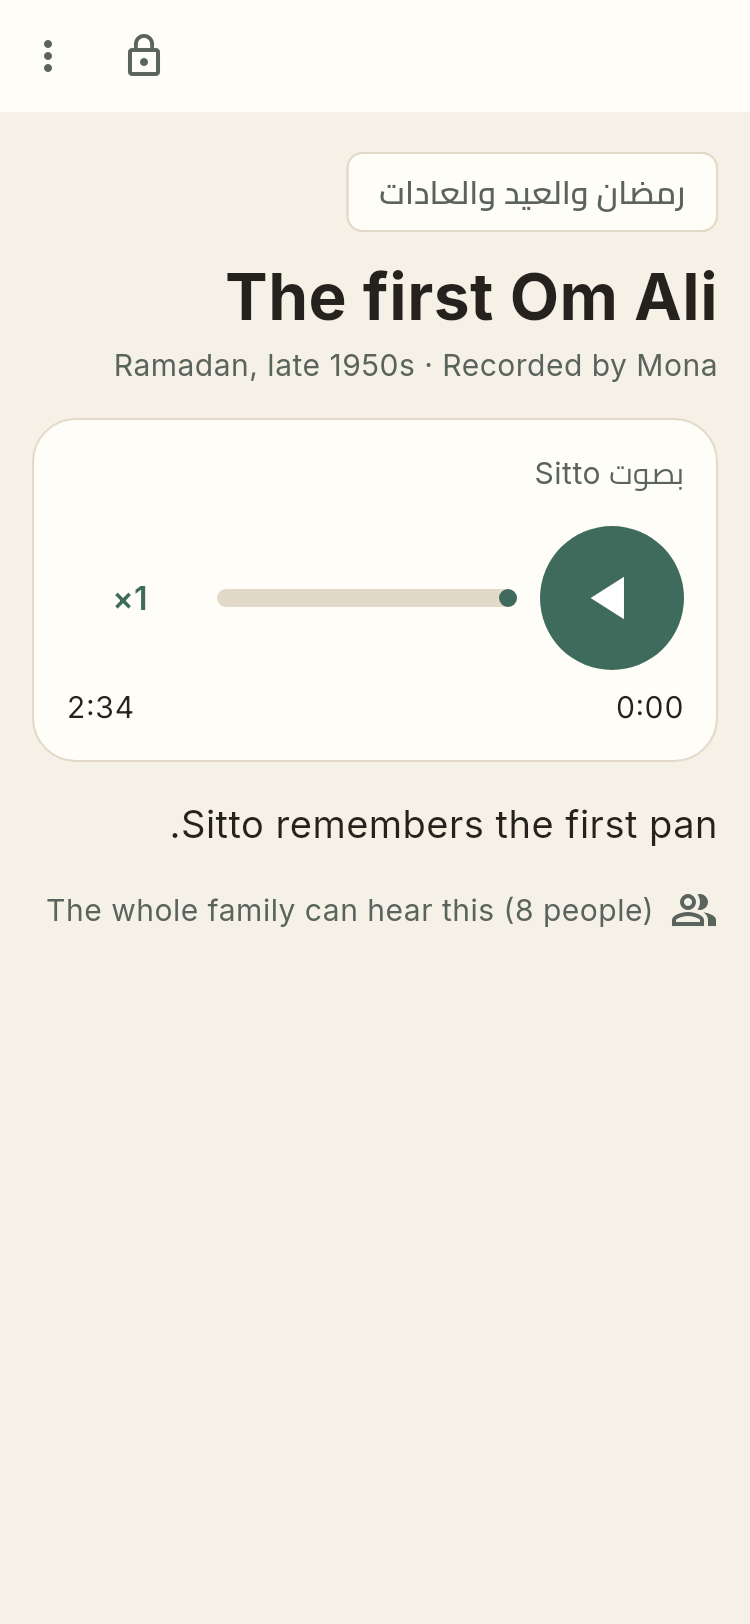 رمضان والعيد والعادات
The first Om Ali
Ramadan, late 1950s · Recorded by Mona
بصوت Sitto
1×
0:00 2:34
Sitto remembers the first pan.
The whole family can hear this (8 people)